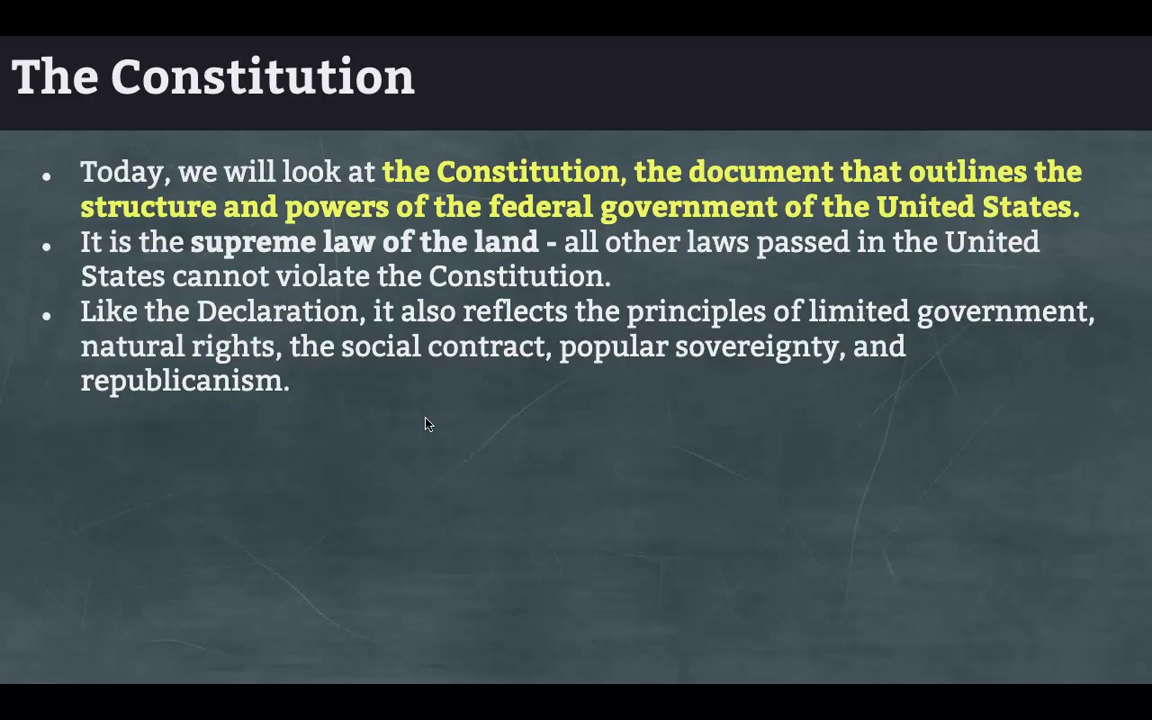 The Constitution
• Today, we will look at the Constitution, the document that outlines the
structure and powers of the federal government of the United States.
• It is the supreme law of the land - all other laws passed in the United
States cannot violate the Constitution.
• Like the Declaration, it also reflects the principles of limited government,
natural rights, the social contract, popular sovereignty, and
republicanism.